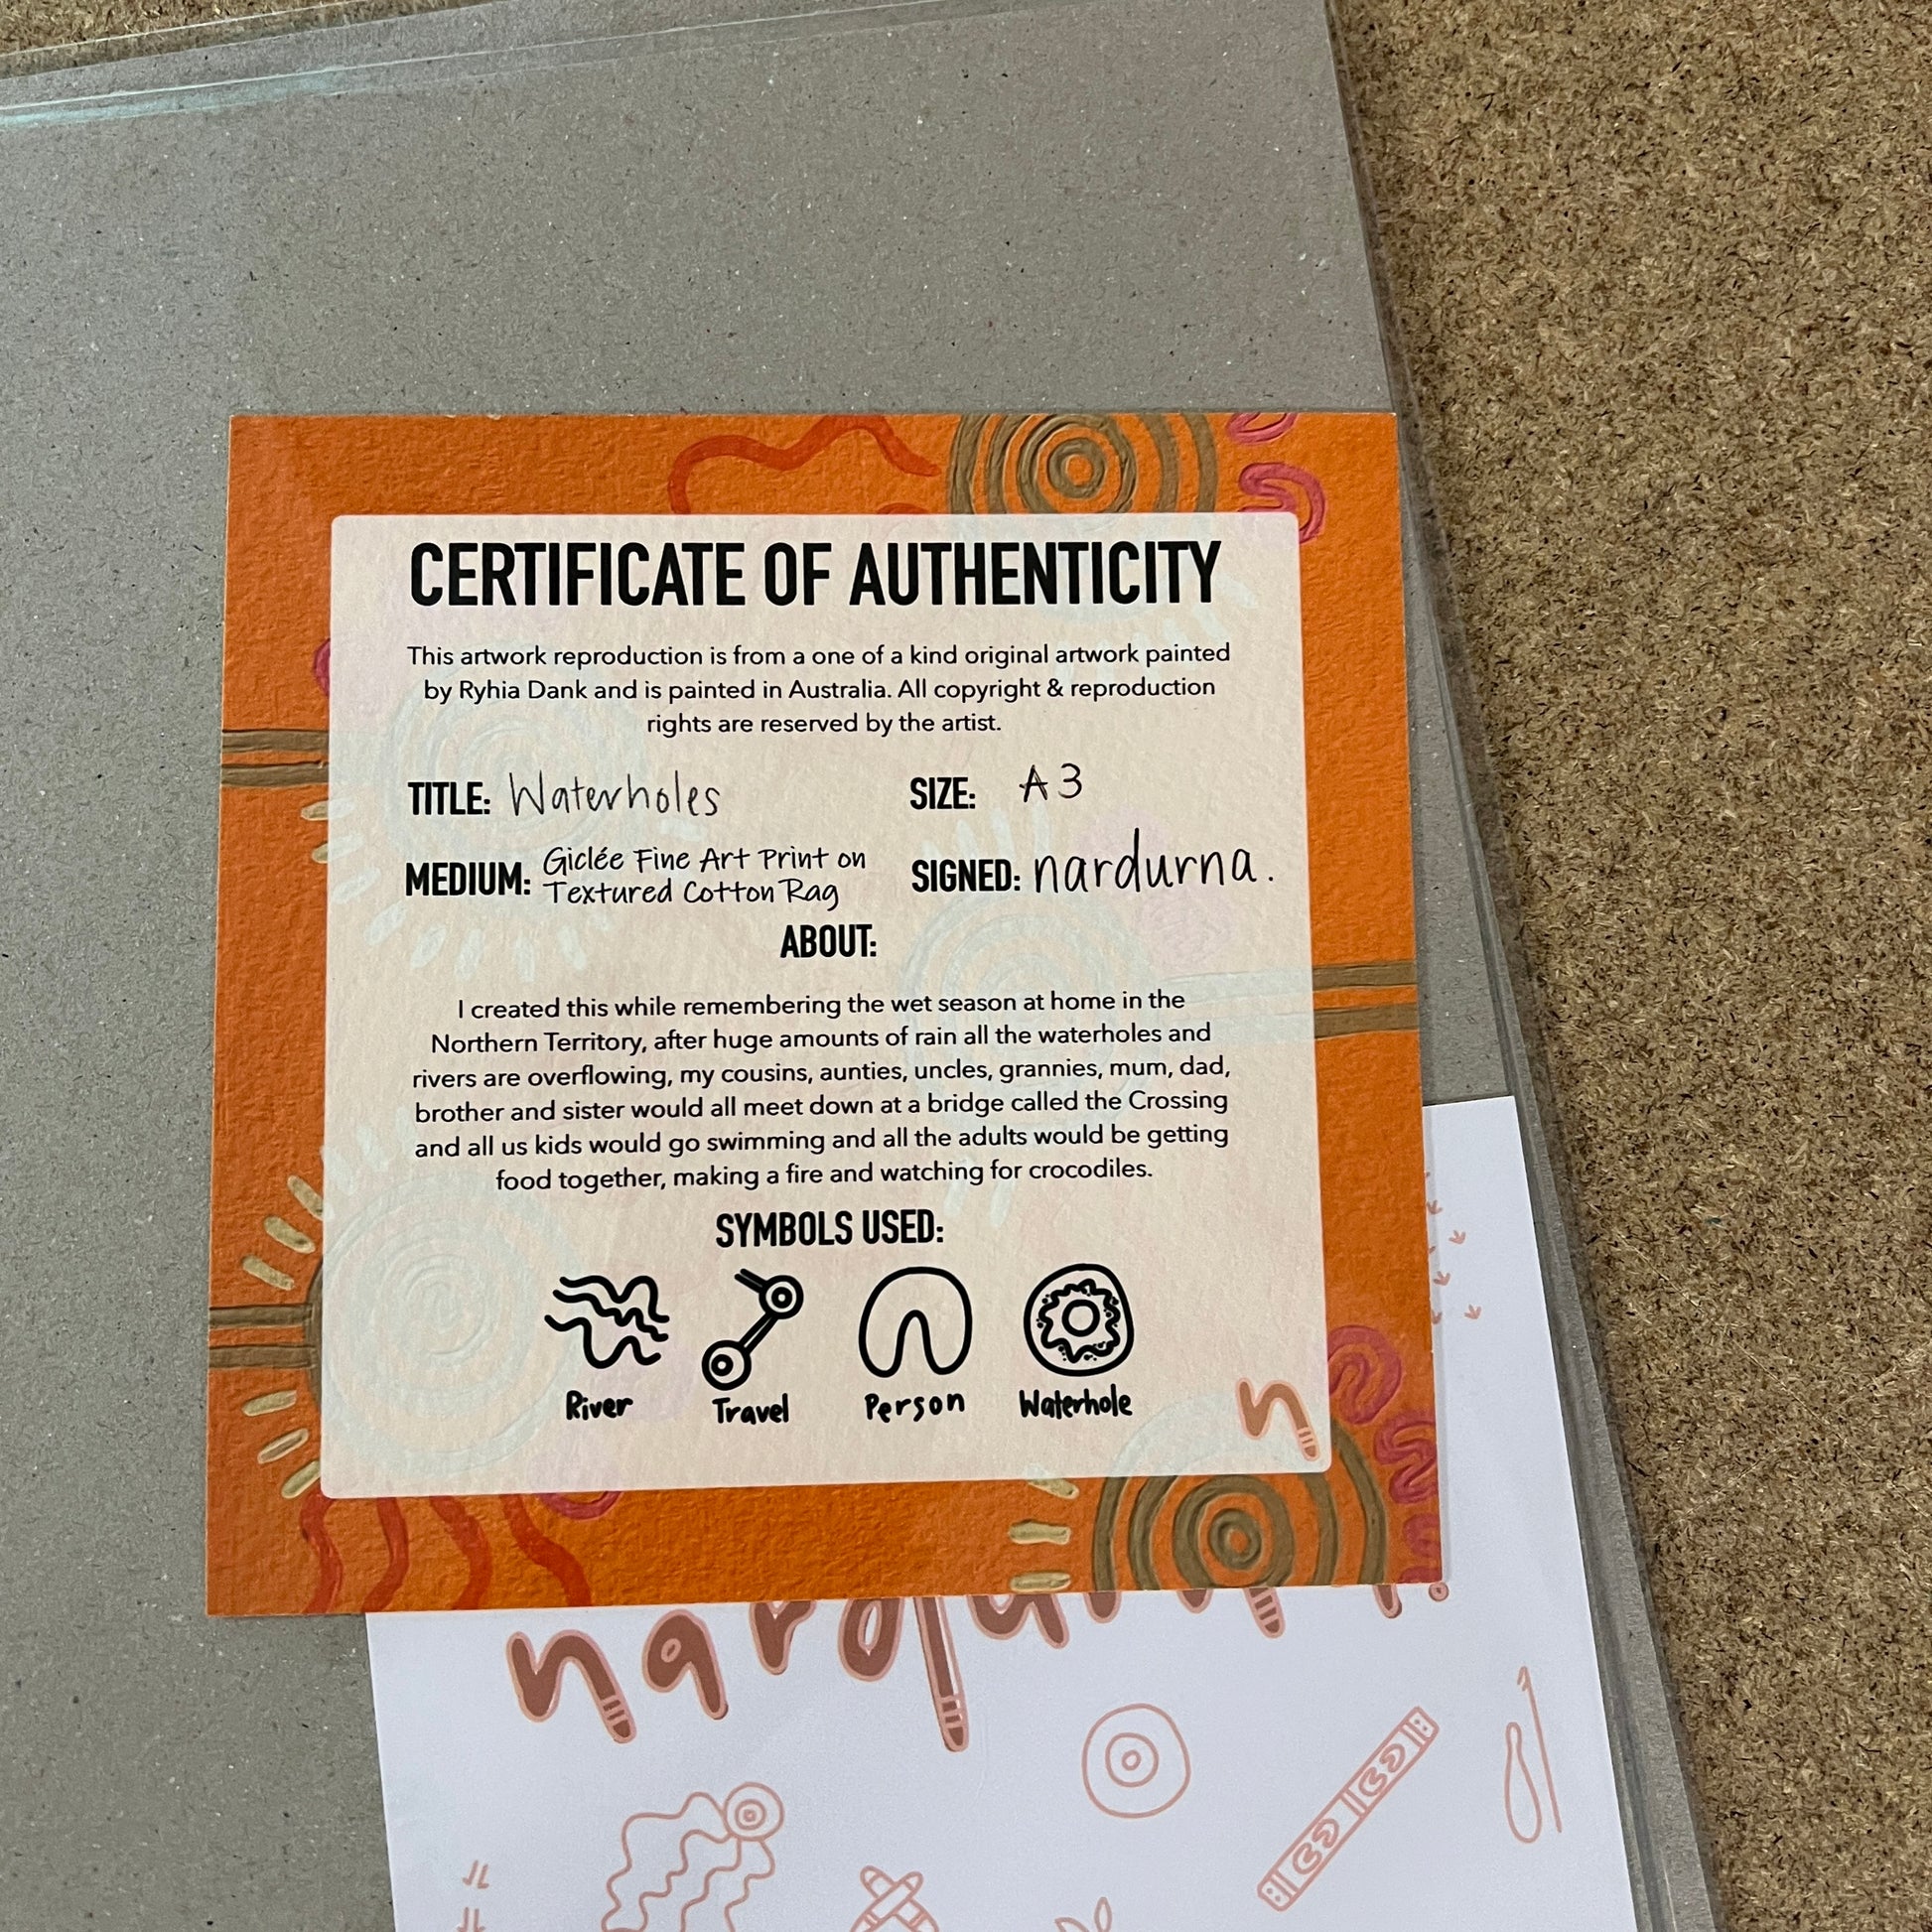 CERTIFICATE OF AUTHENTICITY
This artwork reproduction is from a one of a kind original artwork painted
by Ryhia Dank and is painted in Australia. All copyright & reproduction
rights are reserved by the artist.
TITLE: Waterholes
SIZE: A3
MEDIUM: Giclée Fine Art Print on
Textured Cotton Rag
SIGNED: nardurna.
ABOUT:
I created this while remembering the wet season at home in the
Northern Territory, after huge amounts of rain all the waterholes and
rivers are overflowing, my cousins, aunties, uncles, grannies, mum, dad,
brother and sister would all meet down at a bridge called the Crossing
and all us kids would go swimming and all the adults would be getting
food together, making a fire and watching for crocodiles.
SYMBOLS USED:
River Travel Person Waterhole
n
nardurna.